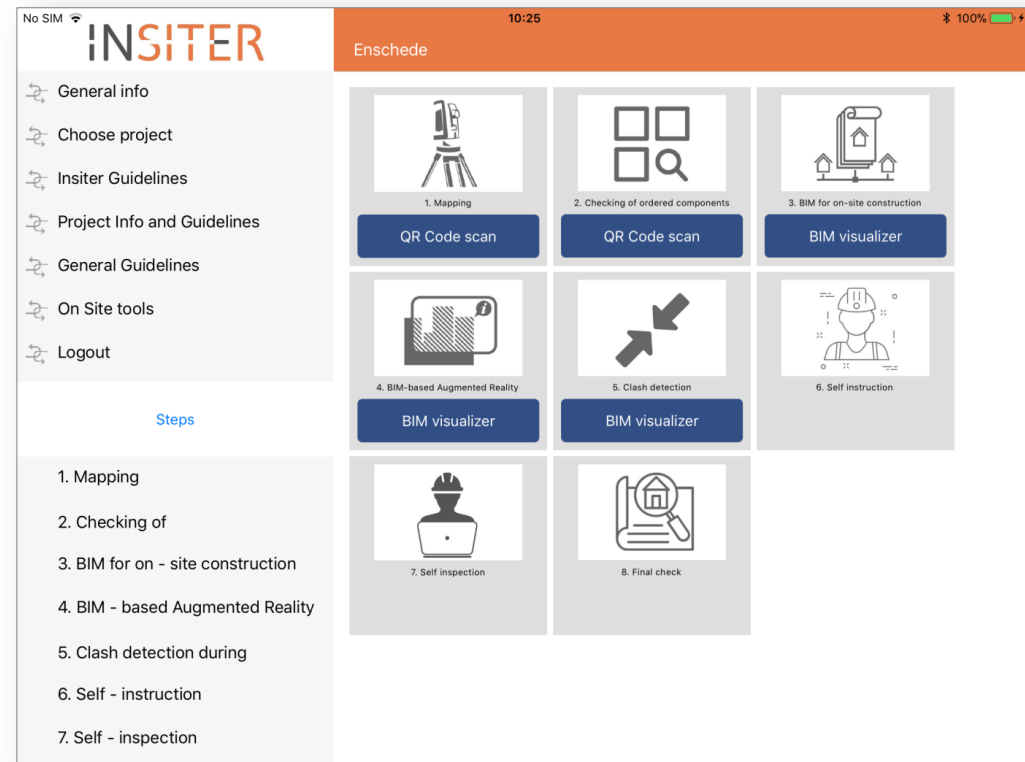 No SIM
10:25
100%
INSITER
Enschede
General info
Choose project
Insiter Guidelines
Project Info and Guidelines
General Guidelines
On Site tools
Logout
Steps
1. Mapping
2. Checking of
3. BIM for on - site construction
4. BIM - based Augmented Reality
5. Clash detection during
6. Self - instruction
7. Self - inspection
1. Mapping
QR Code scan
2. Checking of ordered components
QR Code scan
3. BIM for on-site construction
BIM visualizer
i
4. BIM-based Augmented Reality
BIM visualizer
5. Clash detection
BIM visualizer
6. Self instruction
7. Self inspection
8. Final check